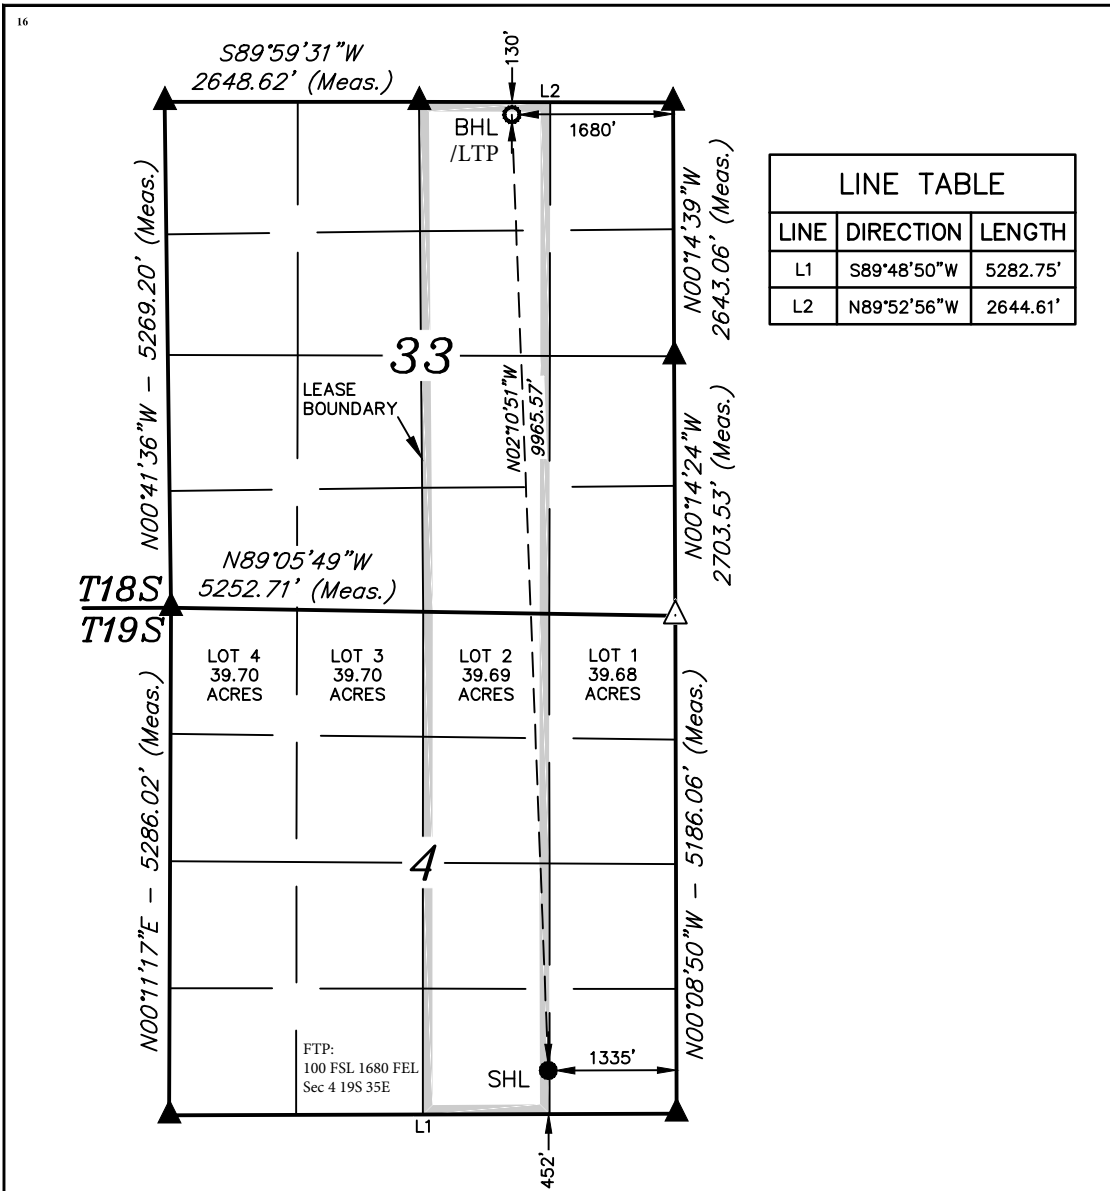 16
S89°59'31"W
2648.62' (Meas.)
130'
L2
BHL
/LTP
1680'
N00°41'36"W – 5269.20' (Meas.)
N00°14'39"W
2643.06' (Meas.)
LINE TABLE
LINE DIRECTION LENGTH
L1 S89°48'50"W 5282.75'
L2 N89°52'56"W 2644.61'
33
LEASE
BOUNDARY
N02°10'51"W
9965.57'
N00°14'24"W
2703.53' (Meas.)
N89°05'49"W
5252.71' (Meas.)
T18S
T19S
LOT 4
39.70
ACRES
LOT 3
39.70
ACRES
LOT 2
39.69
ACRES
LOT 1
39.68
ACRES
N00°11'17"E – 5286.02' (Meas.)
N00°08'50"W – 5186.06' (Meas.)
4
FTP:
100 FSL 1680 FEL
Sec 4 19S 35E
SHL
1335'
L1
452'